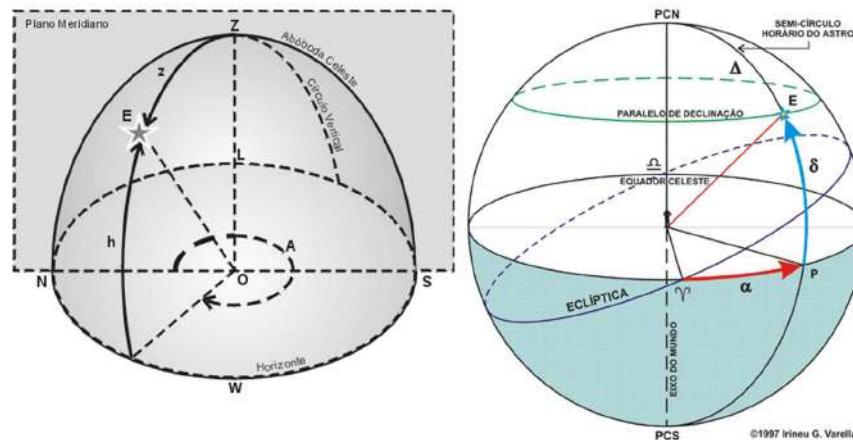 Plano Meridiano
Z
Abóboda Celeste
Círculo Vertical
z
E
L
h
A
N
O
S
Horizonte
W
PCN
SEMI-CÍRCULO
HORÁRIO DO ASTRO
Δ
E
PARALELO DE DECLINAÇÃO
δ
♎
EQUADOR CELESTE
P
♈
α
ECLÍPTICA
EIXO DO MUNDO
PCS
©1997 Irineu G. Varella